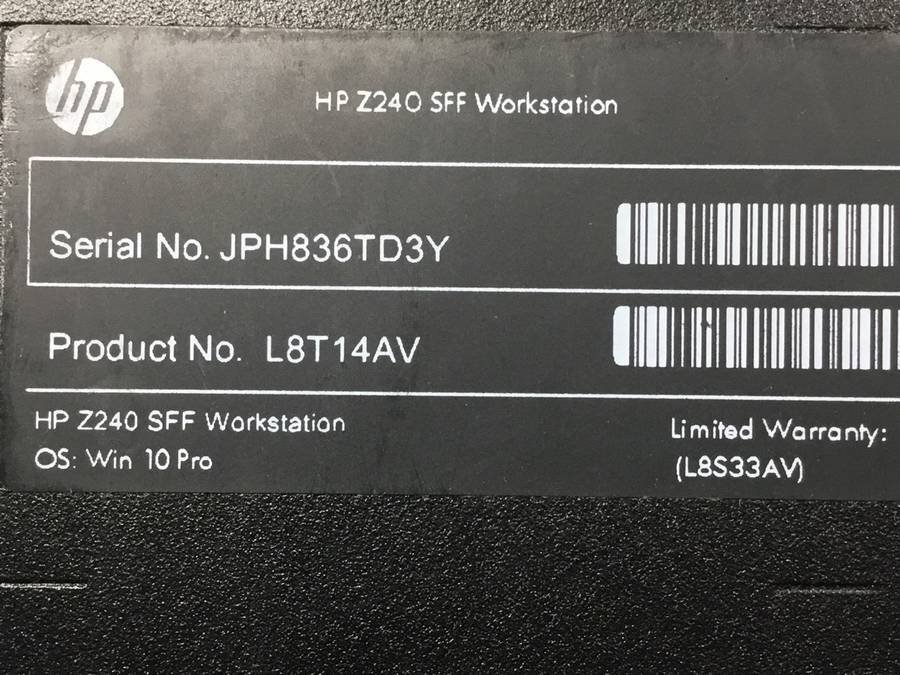 hp
HP Z240 SFF Workstation
Serial No. JPH836TD3Y
Product No. L8T14AV
HP Z240 SFF Workstation
OS: Win 10 Pro
Limited Warranty:
(L8S33AV)